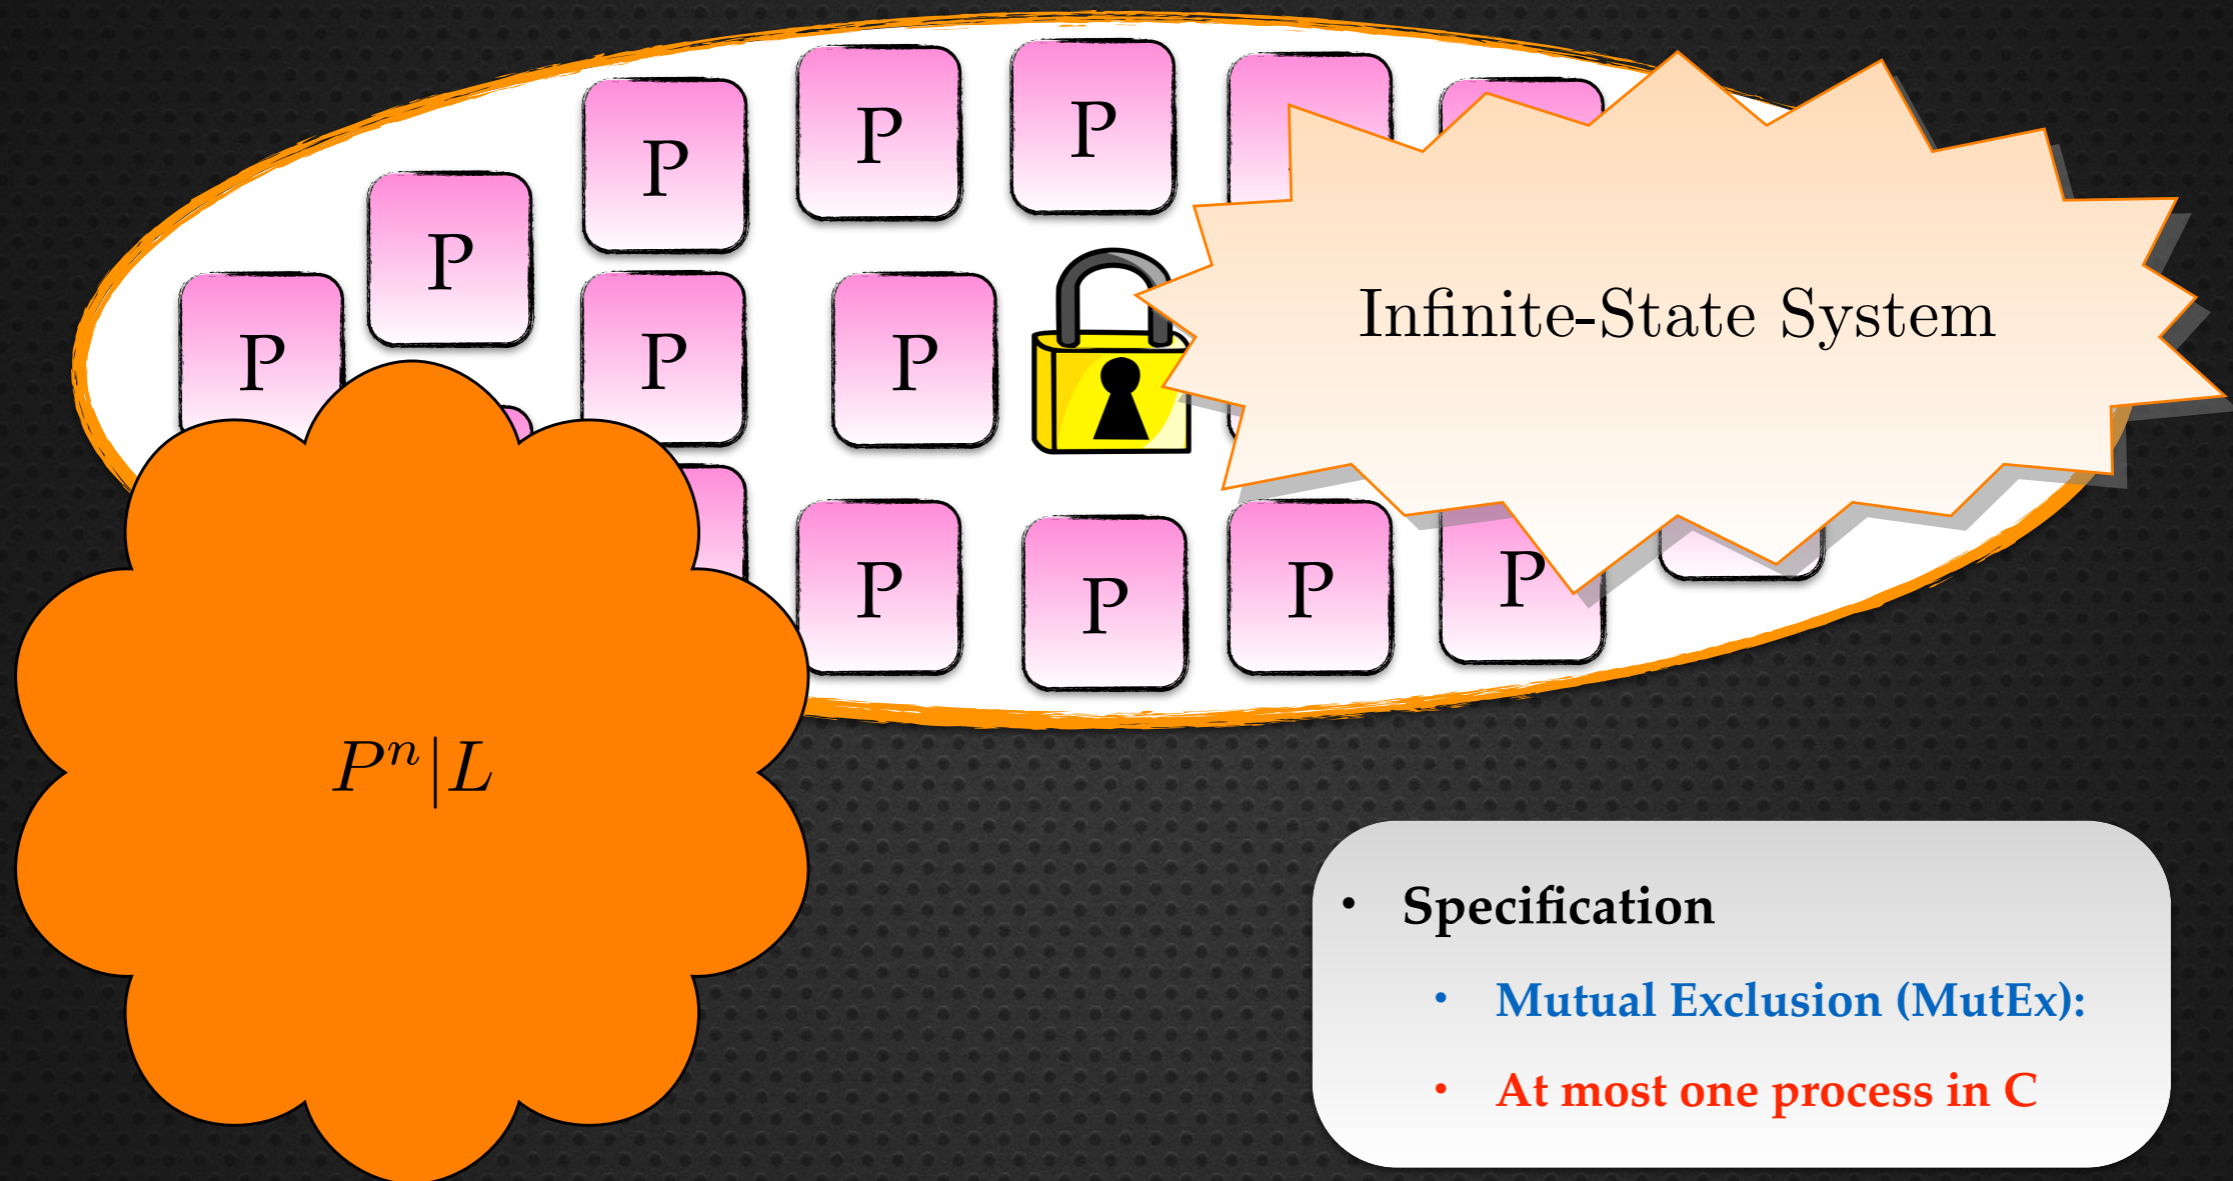 P
P
P
P
P
P
P
P
Infinite-State System
P
P
P
P
P^n|L
• Specification
• Mutual Exclusion (MutEx):
• At most one process in C